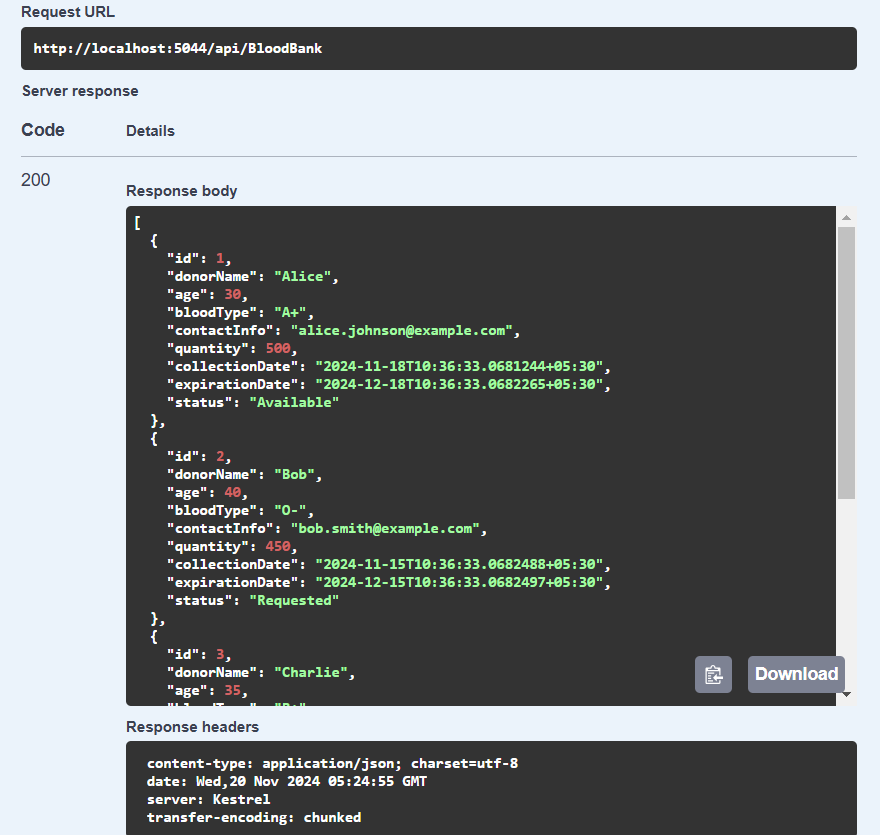 Request URL
http://localhost:5044/api/BloodBank
Server response
Code Details
200
Response body
[
{
"id": 1,
"donorName": "Alice",
"age": 30,
"bloodType": "A+",
"contactInfo": "alice.johnson@example.com",
"quantity": 500,
"collectionDate": "2024-11-18T10:36:33.0681244+05:30",
"expirationDate": "2024-12-18T10:36:33.0682265+05:30",
"status": "Available"
},
{
"id": 2,
"donorName": "Bob",
"age": 40,
"bloodType": "O-",
"contactInfo": "bob.smith@example.com",
"quantity": 450,
"collectionDate": "2024-11-15T10:36:33.0682488+05:30",
"expirationDate": "2024-12-15T10:36:33.0682497+05:30",
"status": "Requested"
},
{
"id": 3,
"donorName": "Charlie",
"age": 35,
Download
Response headers
content-type: application/json; charset=utf-8
date: Wed,20 Nov 2024 05:24:55 GMT
server: Kestrel
transfer-encoding: chunked